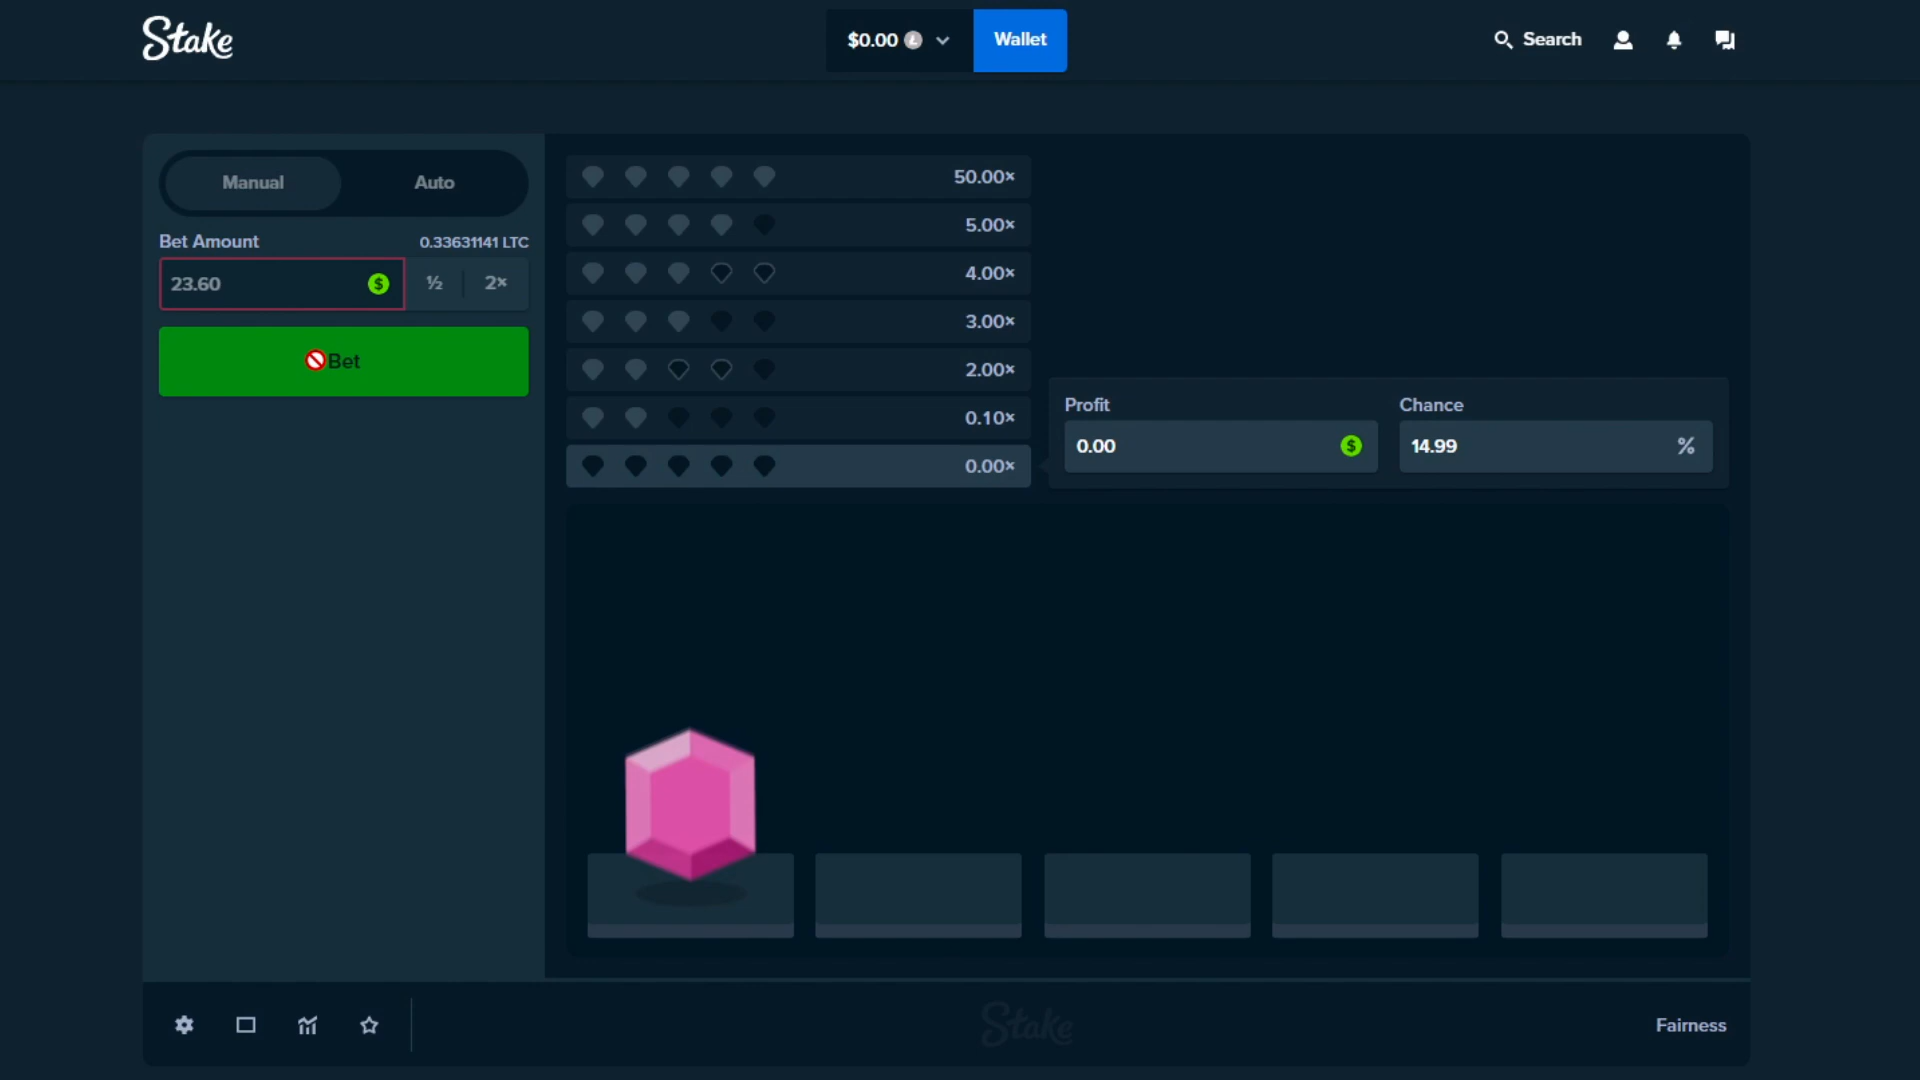 Stake
$0.00
Wallet
Search
Manual
Auto
Bet Amount
0.33631141 LTC
23.60
$
½
2×
Bet
50.00×
5.00×
4.00×
3.00×
2.00×
0.10×
0.00×
Profit
0.00
$
Chance
14.99
%
Stake
Fairness